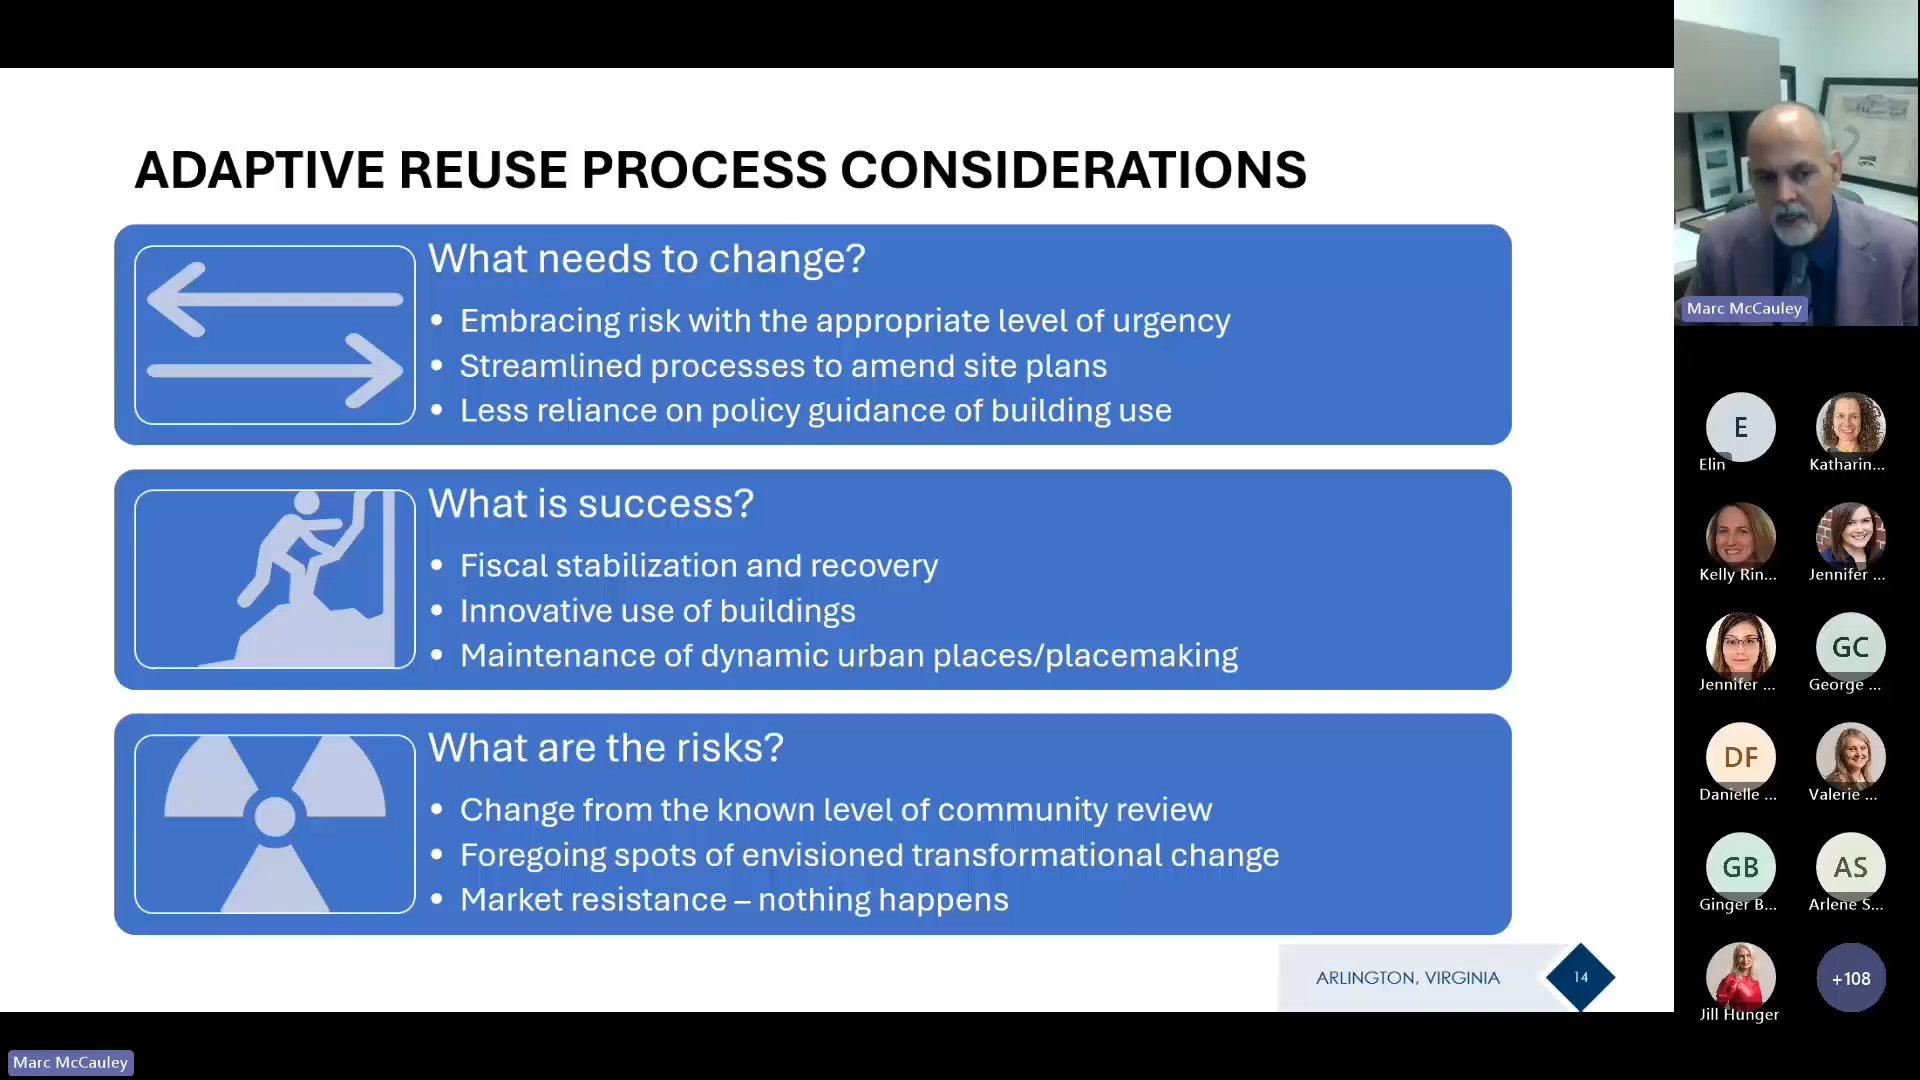 ADAPTIVE REUSE PROCESS CONSIDERATIONS
What needs to change?
• Embracing risk with the appropriate level of urgency
• Streamlined processes to amend site plans
• Less reliance on policy guidance of building use
What is success?
• Fiscal stabilization and recovery
• Innovative use of buildings
• Maintenance of dynamic urban places/placemaking
What are the risks?
• Change from the known level of community review
• Foregoing spots of envisioned transformational change
• Market resistance – nothing happens
ARLINGTON, VIRGINIA
14
Marc McCauley
Marc McCauley
E
Elin
Katharin...
Kelly Rin...
Jennifer ...
Jennifer ...
GC
George ...
DF
Danielle ...
Valerie ...
GB
Ginger B...
AS
Arlene S...
Jill Hunger
+108